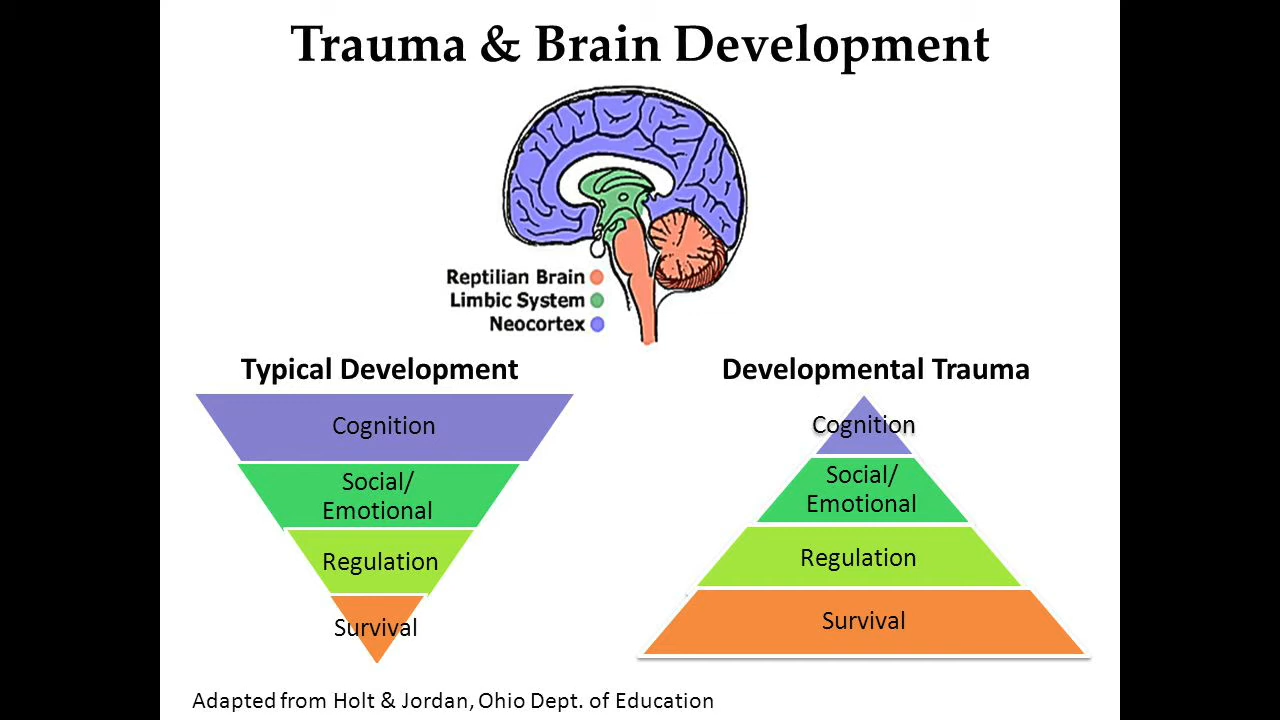 Trauma & Brain Development
Reptilian Brain
Limbic System
Neocortex
Typical Development
Cognition
Social/
Emotional
Regulation
Survival
Developmental Trauma
Cognition
Social/
Emotional
Regulation
Survival
Adapted from Holt & Jordan, Ohio Dept. of Education